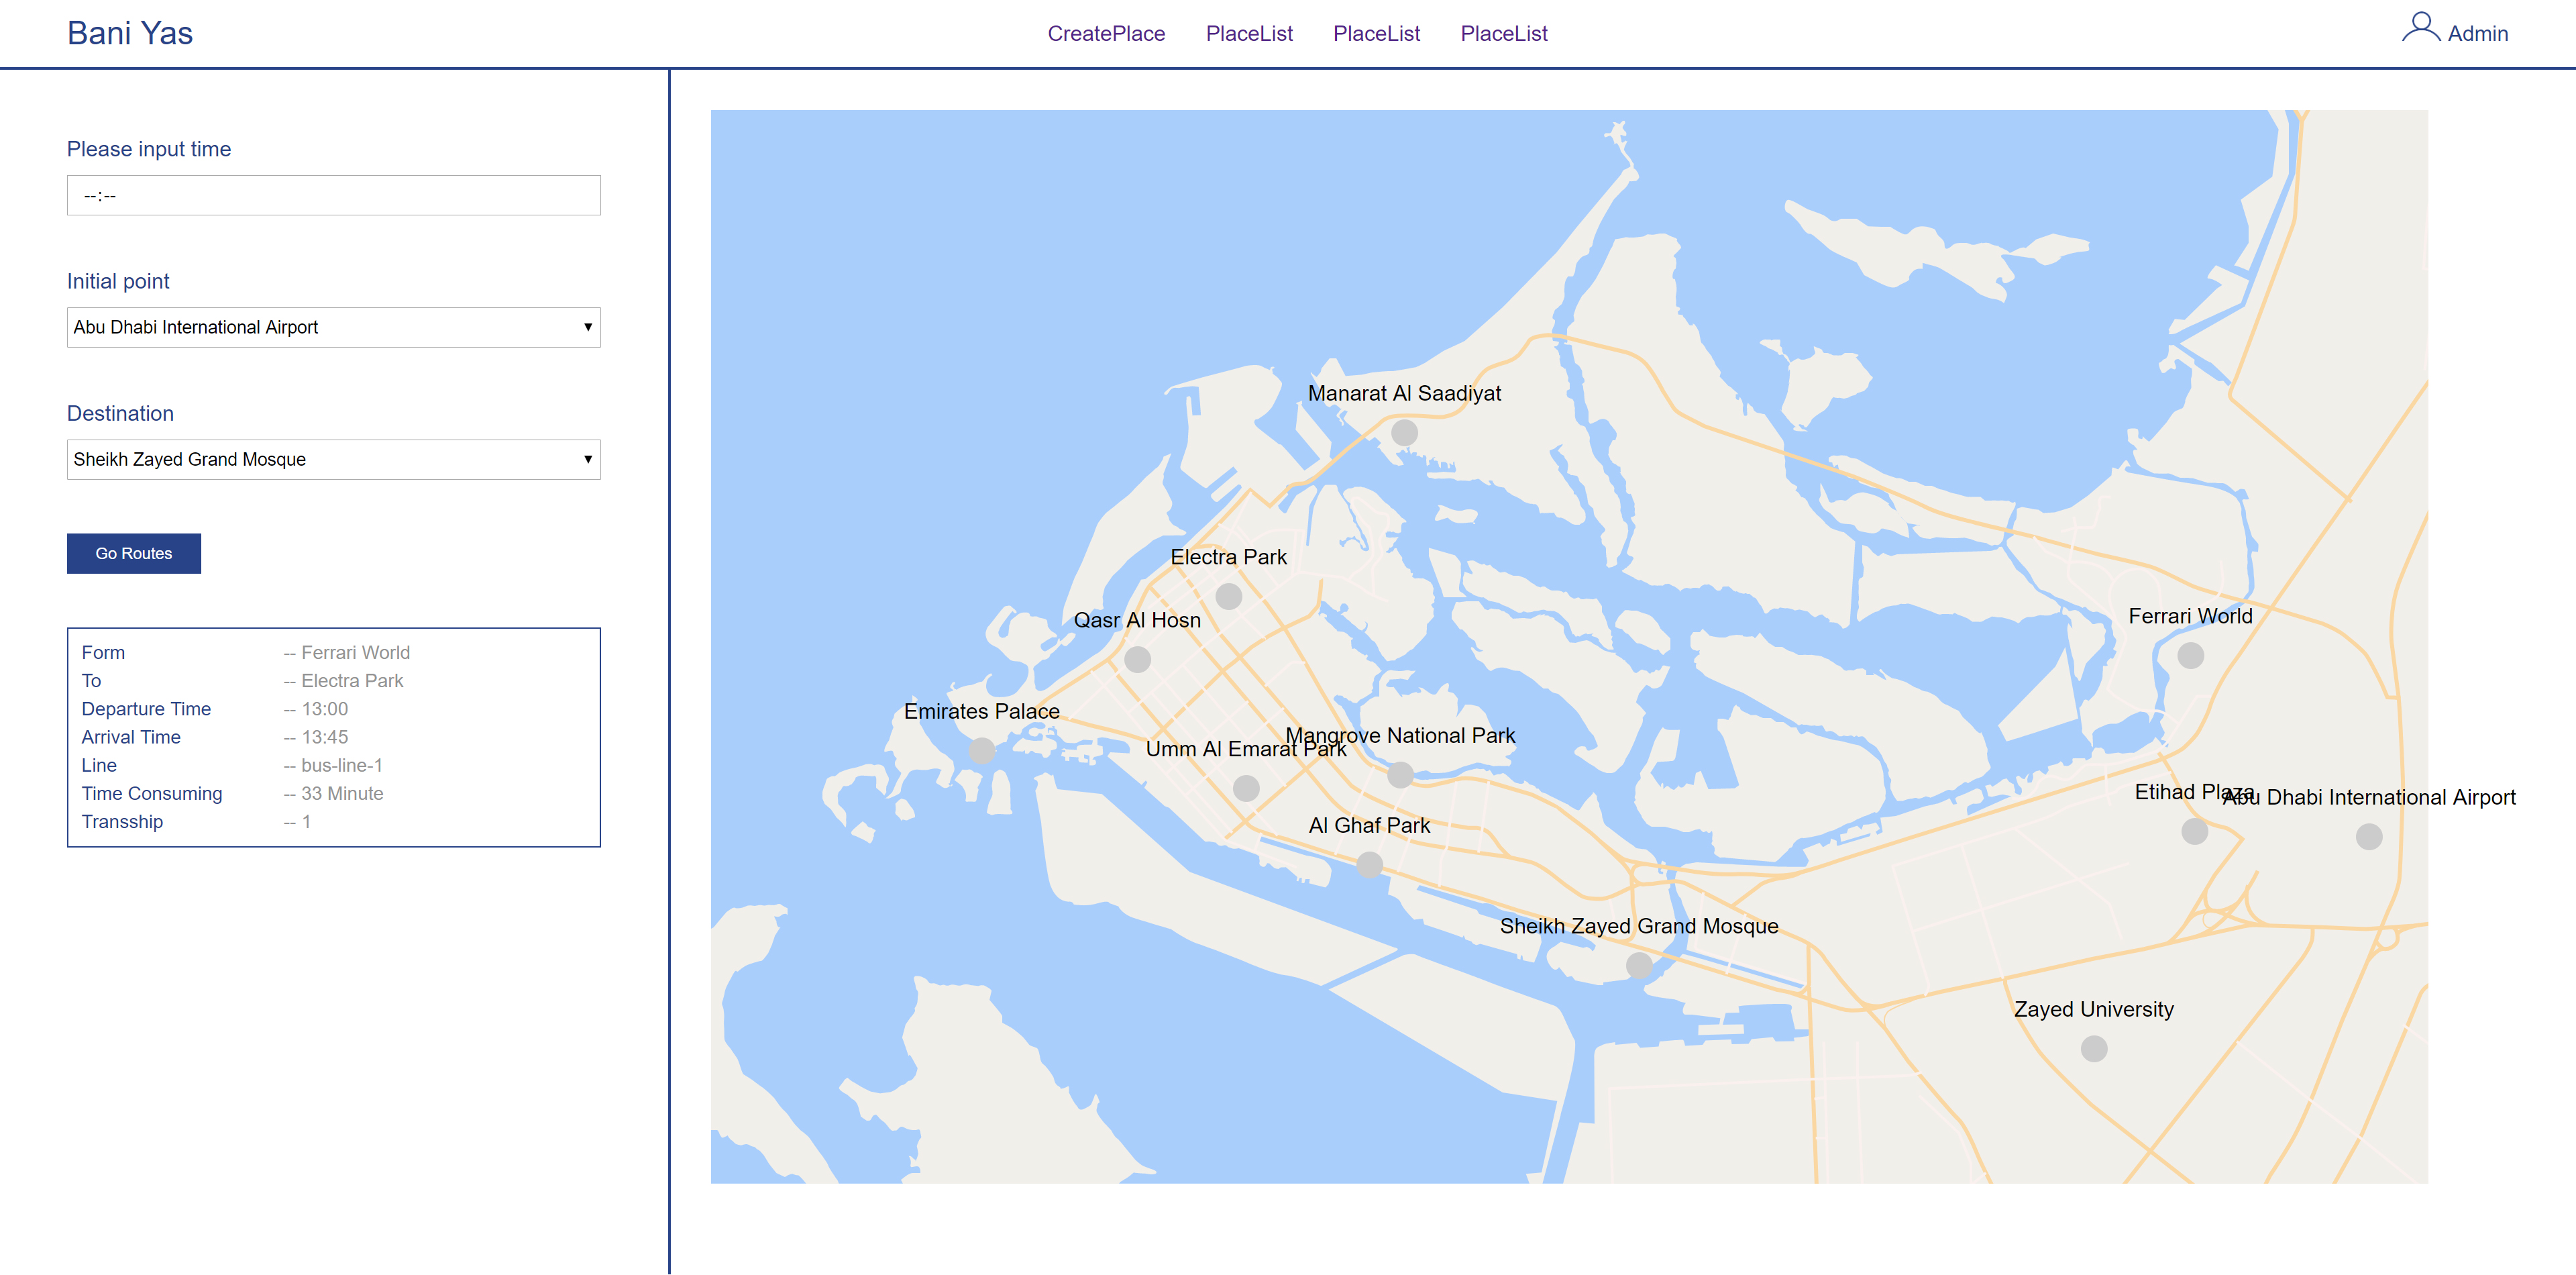 Bani Yas
CreatePlace PlaceList PlaceList PlaceList
Admin
Please input time
--:--
Initial point
Abu Dhabi International Airport
Destination
Sheikh Zayed Grand Mosque
Go Routes
Form -- Ferrari World
To -- Electra Park
Departure Time -- 13:00
Arrival Time -- 13:45
Line -- bus-line-1
Time Consuming -- 33 Minute
Transship -- 1
Manarat Al Saadiyat
Electra Park
Qasr Al Hosn
Ferrari World
Emirates Palace
Mangrove National Park
Umm Al Emarat Park
Etihad Plaza
Abu Dhabi International Airport
Al Ghaf Park
Sheikh Zayed Grand Mosque
Zayed University